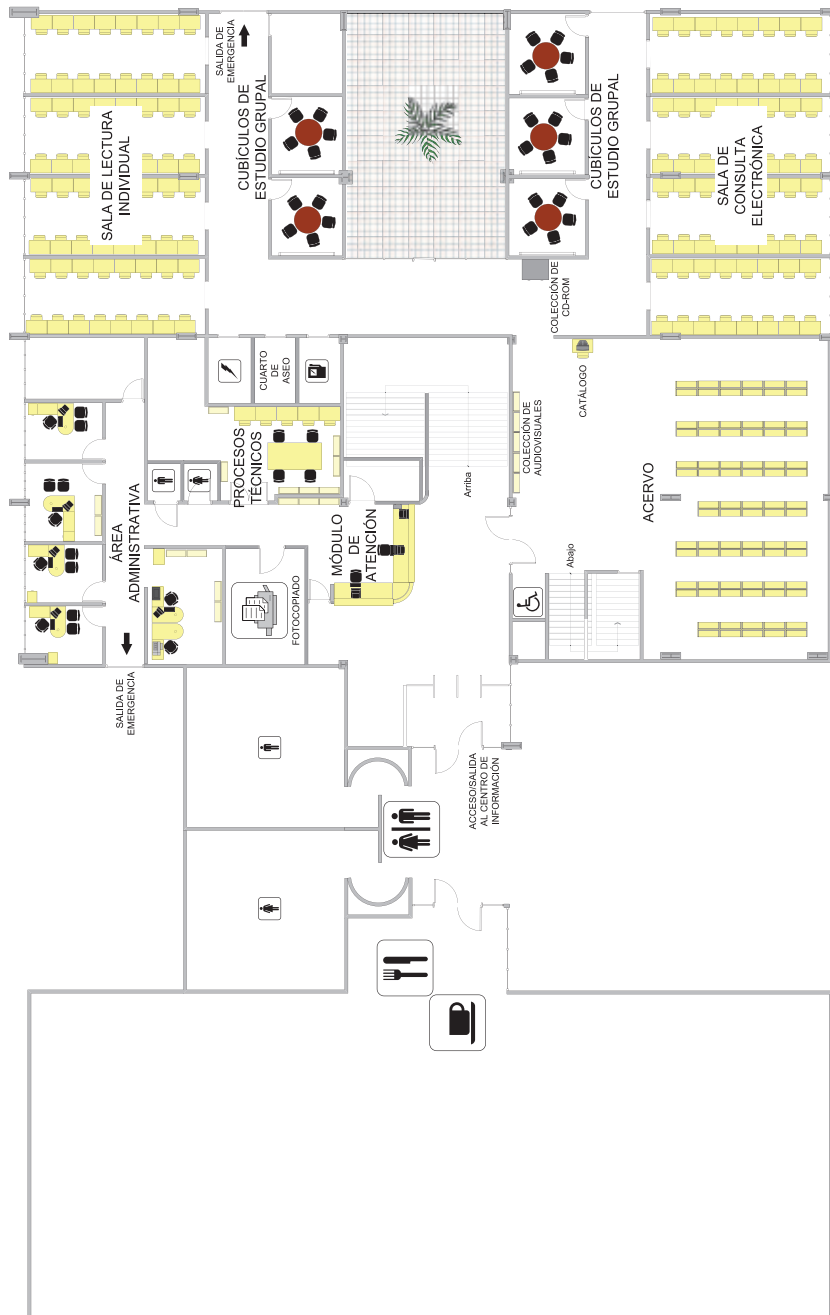 SALIDA DE
EMERGENCIA
SALA DE LECTURA
INDIVIDUAL
CUBÍCULOS DE
ESTUDIO GRUPAL
CUBÍCULOS DE
ESTUDIO GRUPAL
SALA DE
CONSULTA
ELECTRÓNICA
COLECCIÓN DE
CD-ROM
CUARTO
DE
ASEO
CATÁLOGO
PROCESOS
TÉCNICOS
COLECCIÓN DE
AUDIOVISUALES
ÁREA
ADMINISTRATIVA
Arriba
ACERVO
MÓDULO
DE
ATENCIÓN
Abajo
FOTOCOPIADO
SALIDA DE
EMERGENCIA
ACCESO/SALIDA
AL CENTRO DE
INFORMACIÓN